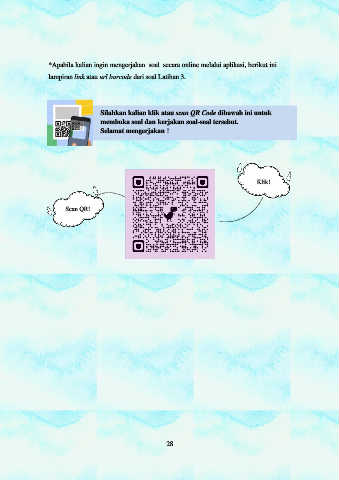 *Apabila kalian ingin mengerjakan soal secara online melalui aplikasi, berikut ini
lampiran link atau url barcode dari soal Latihan 3.
Silahkan kalian klik atau scan QR Code dibawah ini untuk
membuka soal dan kerjakan soal-soal tersebut.
Selamat mengerjakan !
Klik!
Scan QR!
28